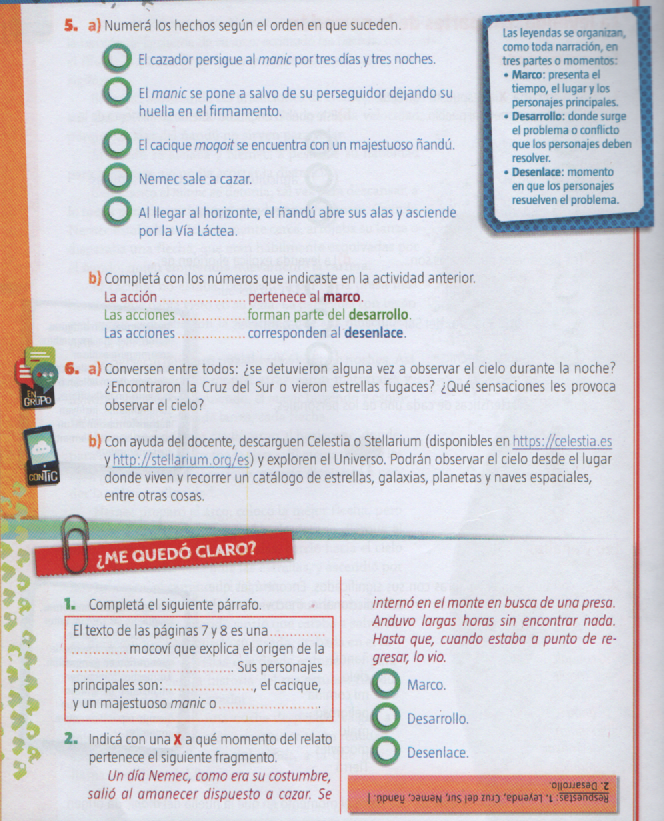 5. a) Numerá los hechos según el orden en que suceden.
El cazador persigue al manic por tres días y tres noches.
El manic se pone a salvo de su perseguidor dejando su
huella en el firmamento.
El cacique moqoit se encuentra con un majestuoso ñandú.
Nemec sale a cazar.
Al llegar al horizonte, el ñandú abre sus alas y asciende
por la Vía Láctea.
Las leyendas se organizan,
como toda narración, en
tres partes o momentos:
• Marco: presenta el
tiempo, el lugar y los
personajes principales.
• Desarrollo: donde surge
el problema o conflicto
que los personajes deben
resolver.
• Desenlace: momento
en que los personajes
resuelven el problema.
b) Completá con los números que indicaste en la actividad anterior.
La acción ..................... pertenece al marco.
Las acciones ................ forman parte del desarrollo.
Las acciones ................ corresponden al desenlace.
EN
GRUPO
6. a) Conversen entre todos: ¿se detuvieron alguna vez a observar el cielo durante la noche?
¿Encontraron la Cruz del Sur o vieron estrellas fugaces? ¿Qué sensaciones les provoca
observar el cielo?
CON TIC
b) Con ayuda del docente, descarguen Celestia o Stellarium (disponibles en https://celestia.es
y http://stellarium.org/es) y exploren el Universo. Podrán observar el cielo desde el lugar
donde viven y recorrer un catálogo de estrellas, galaxias, planetas y naves espaciales,
entre otras cosas.
¿ME QUEDÓ CLARO?
1. Completá el siguiente párrafo.
El texto de las páginas 7 y 8 es una.............
............. mocoví que explica el origen de la
...................................... Sus personajes
principales son: ....................., el cacique,
y un majestuoso manic o ........................
2. Indicá con una X a qué momento del relato
pertenece el siguiente fragmento.
Un día Nemec, como era su costumbre,
salió al amanecer dispuesto a cazar. Se
internó en el monte en busca de una presa.
Anduvo largas horas sin encontrar nada.
Hasta que, cuando estaba a punto de re-
gresar, lo vio.
Marco.
Desarrollo.
Desenlace.
Respuestas: 1. Leyenda, Cruz del Sur, Nemec, ñandú. |
2. Desarrollo.